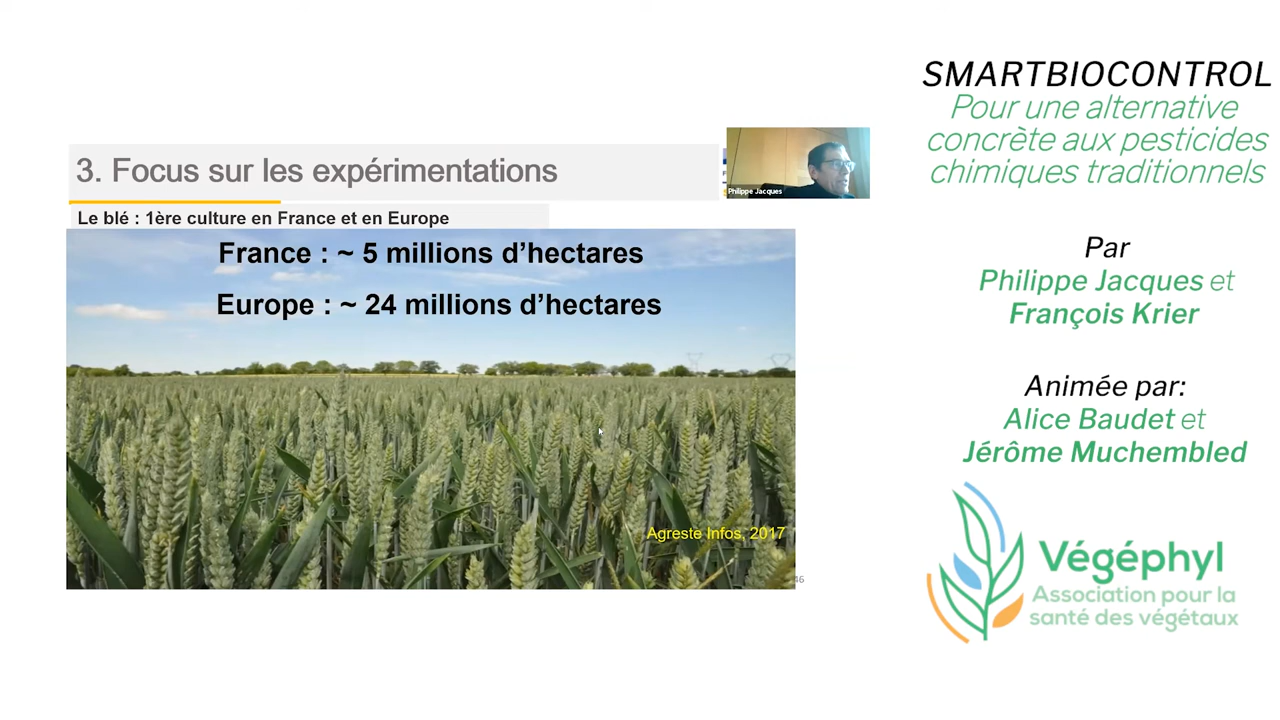 3. Focus sur les expérimentations
Philippe Jacques
Le blé : 1ère culture en France et en Europe
France : ~ 5 millions d’hectares
Europe : ~ 24 millions d’hectares
Agreste Infos, 2017
46
SMARTBIOCONTROL
Pour une alternative
concrète aux pesticides
chimiques traditionnels
Par
Philippe Jacques et
François Krier
Animée par:
Alice Baudet et
Jérôme Muchembled
Végéphyl
Association pour la
santé des végétaux